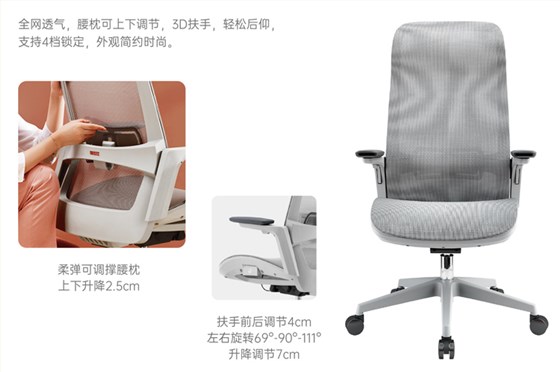 全网透气，腰枕可上下调节，3D扶手，轻松后仰，
支持4档锁定，外观简约时尚。
柔弹可调撑腰枕
上下升降2.5cm
扶手前后调节4cm
左右旋转69°-90°-111°
升降调节7cm